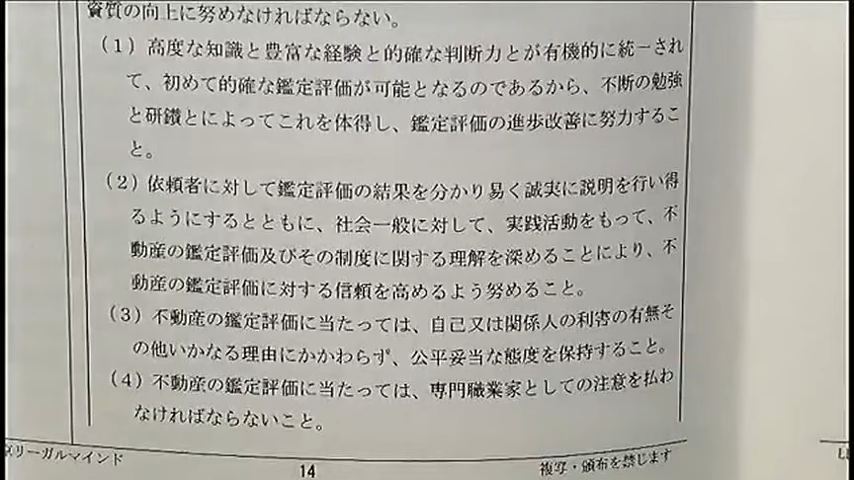 資質の向上に努めなければならない。
(1)高度な知識と豊富な経験と的確な判断力とが有機的に統一され
て、初めて的確な鑑定評価が可能となるのであるから、不断の勉強
と研鑽とによってこれを体得し、鑑定評価の進歩改善に努力するこ
と。
(2)依頼者に対して鑑定評価の結果を分かり易く誠実に説明を行い得
るようにするとともに、社会一般に対して、実践活動をもって、不
動産の鑑定評価及びその制度に関する理解を深めることにより、不
動産の鑑定評価に対する信頼を高めるよう努めること。
(3)不動産の鑑定評価に当たっては、自己又は関係人の利害の有無そ
の他いかなる理由にかかわらず、公平妥当な態度を保持すること。
(4)不動産の鑑定評価に当たっては、専門職業家としての注意を払わ
なければならないこと。
リーガルマインド
14
複写・頒布を禁じます